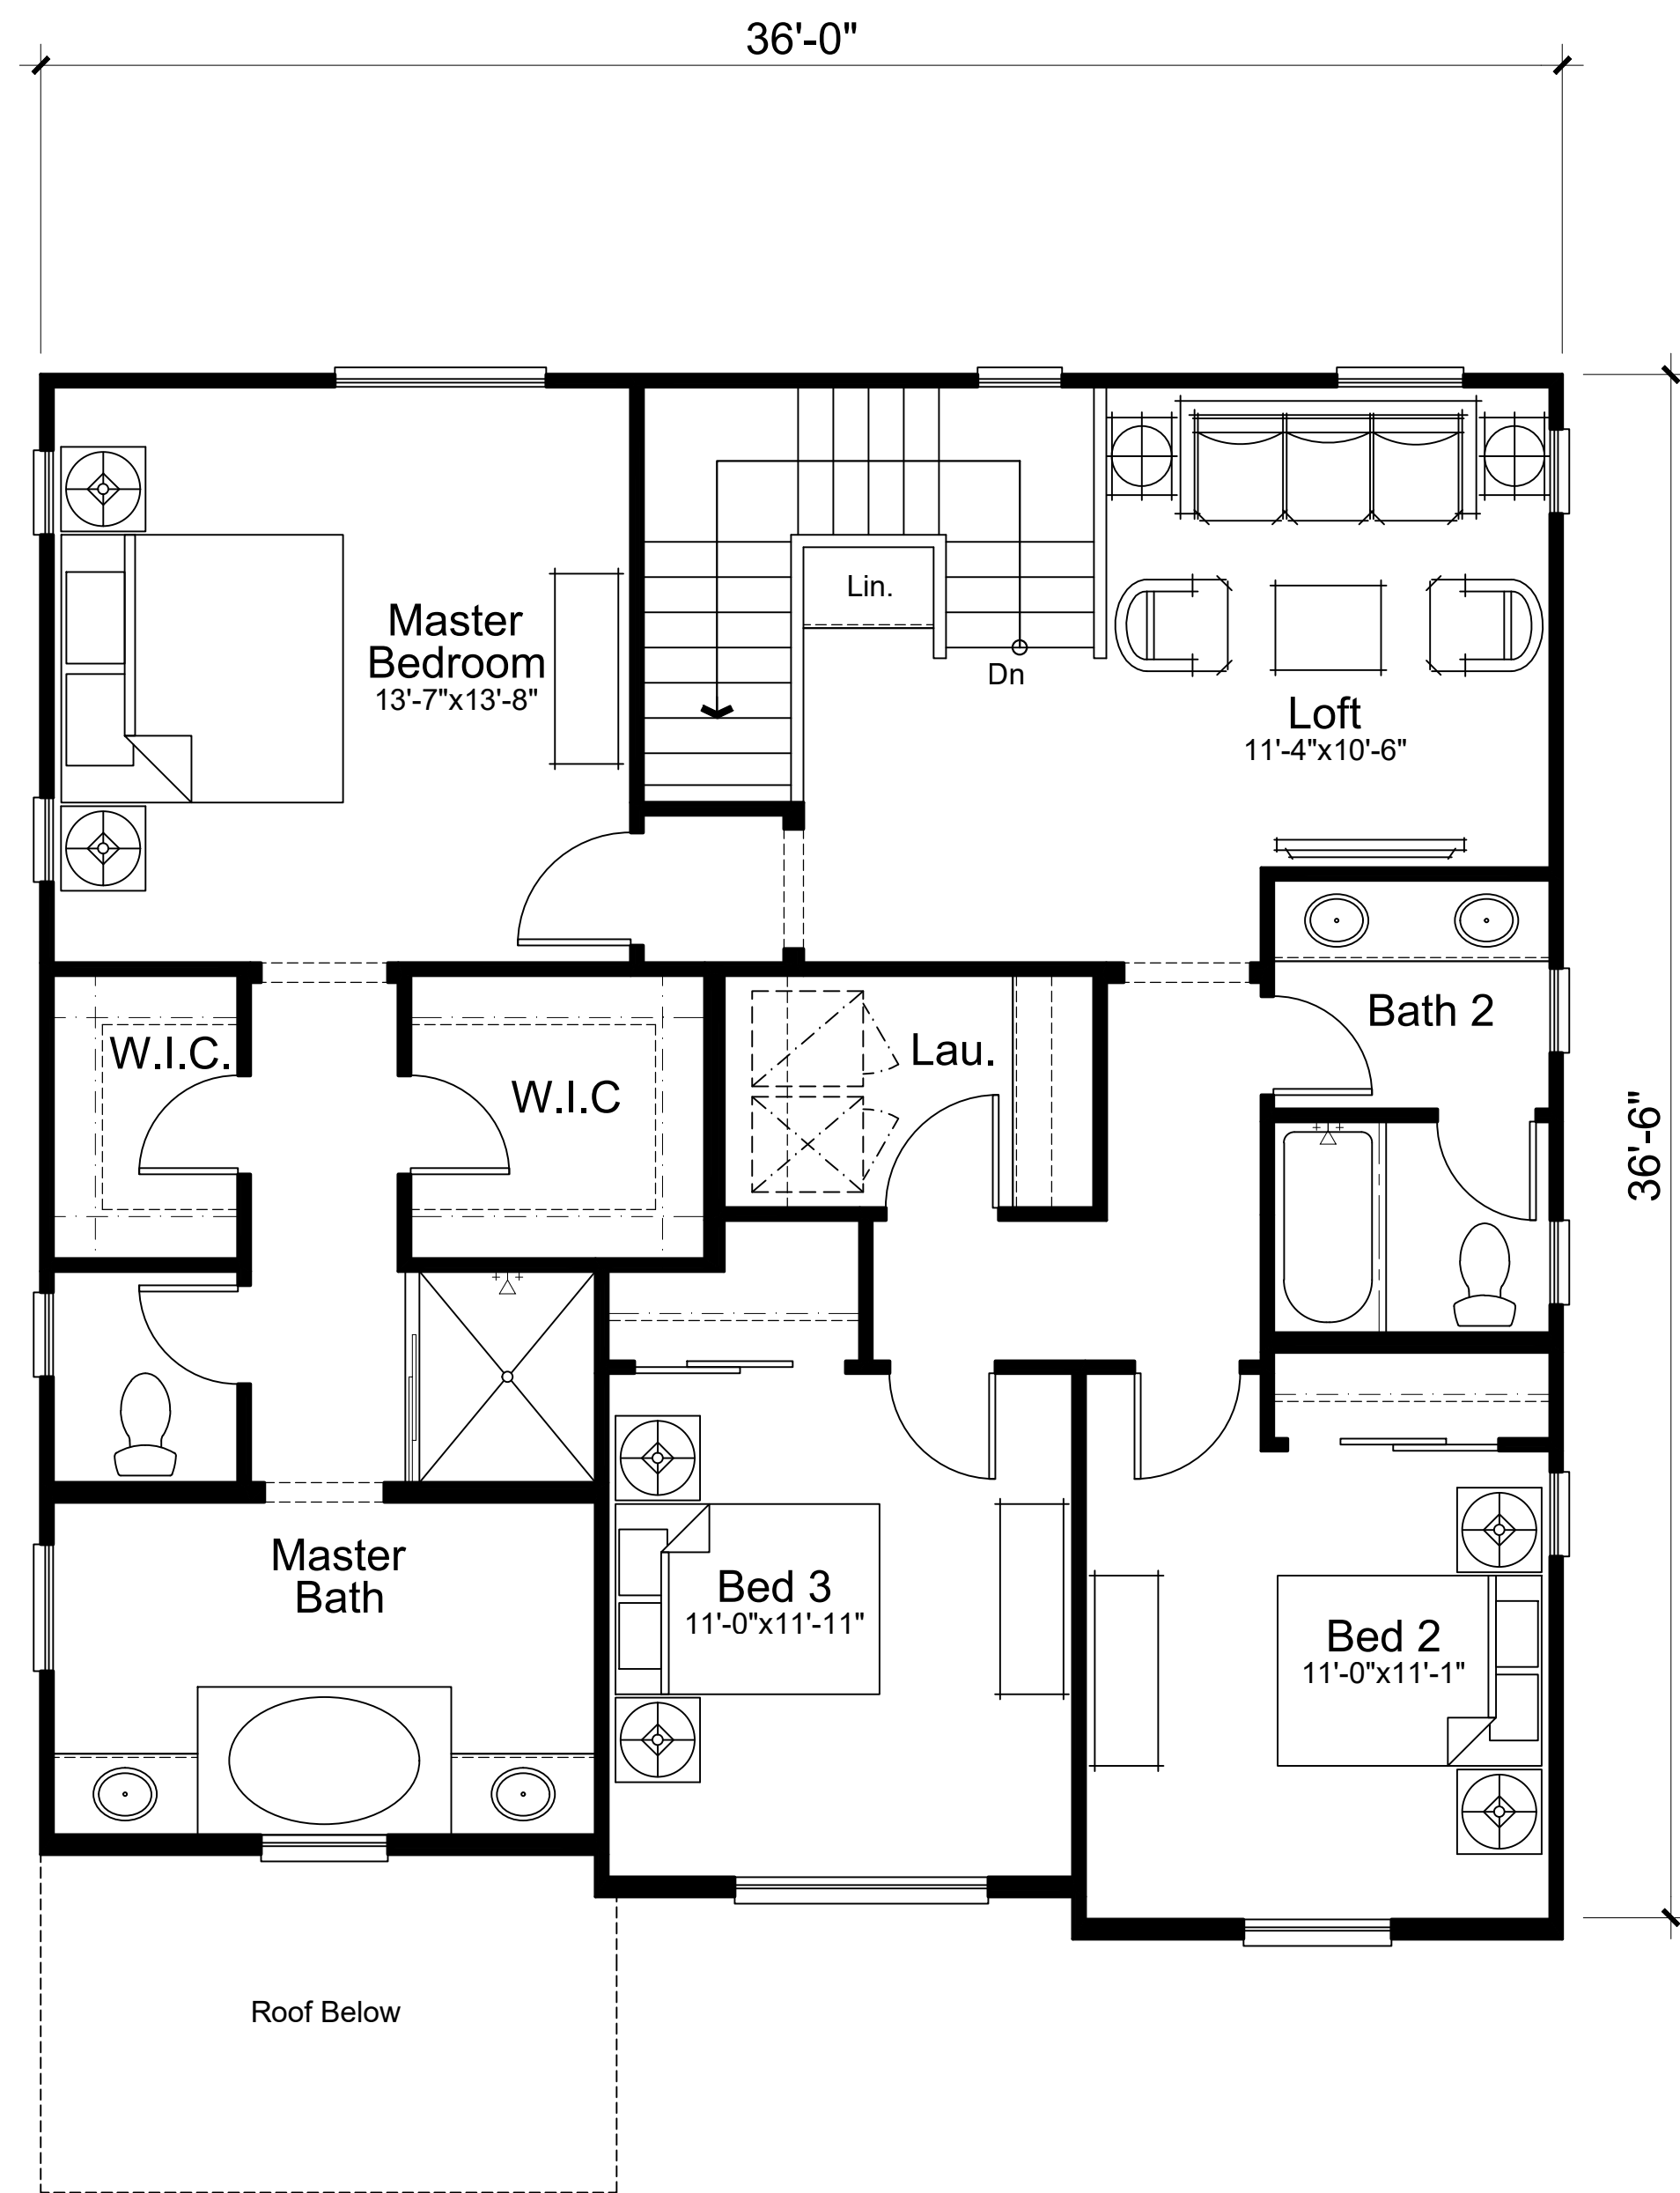 36'-0"
Master
Bedroom
13'-7"x13'-8"
Lin.
Dn
Loft
11'-4"x10'-6"
W.I.C.
W.I.C
Lau.
Bath 2
36'-6"
Master
Bath
Bed 3
11'-0"x11'-11"
Bed 2
11'-0"x11'-1"
Roof Below